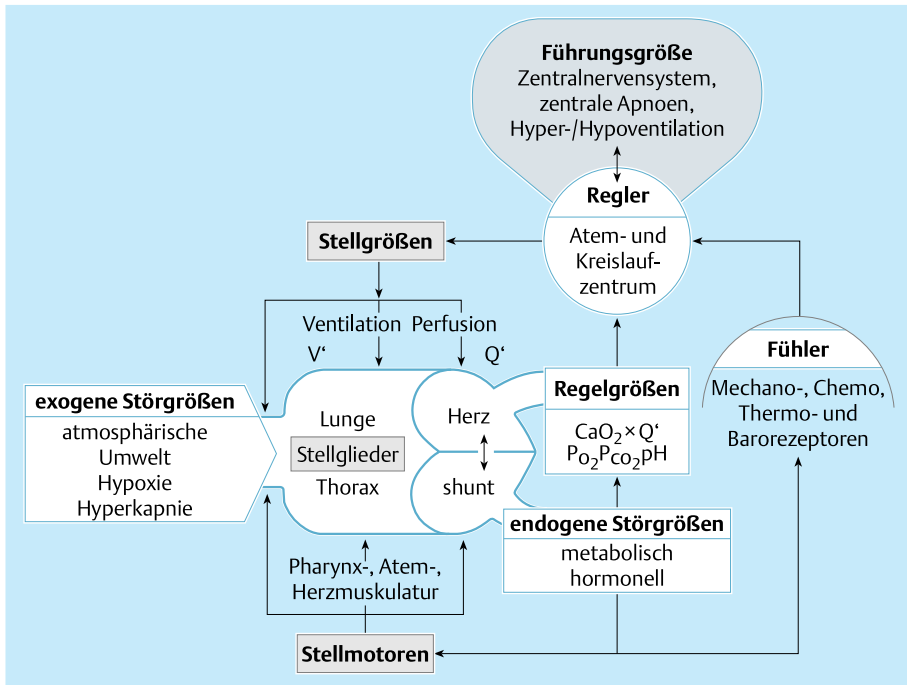 Führungsgröße
Zentralnervensystem,
zentrale Apnoen,
Hyper-/Hypoventilation
Regler
Atem- und
Kreislauf-
zentrum
Stellgrößen
Ventilation Perfusion
V‘ Q‘
Fühler
Mechano-, Chemo,
Thermo- und
Barorezeptoren
exogene Störgrößen
atmosphärische
Umwelt
Hypoxie
Hyperkapnie
Lunge
Stellglieder
Thorax
Herz
shunt
Regelgrößen
CaO₂×Q‘
Po₂Pco₂pH
endogene Störgrößen
metabolisch
hormonell
Pharynx-, Atem-,
Herzmuskulatur
Stellmotoren